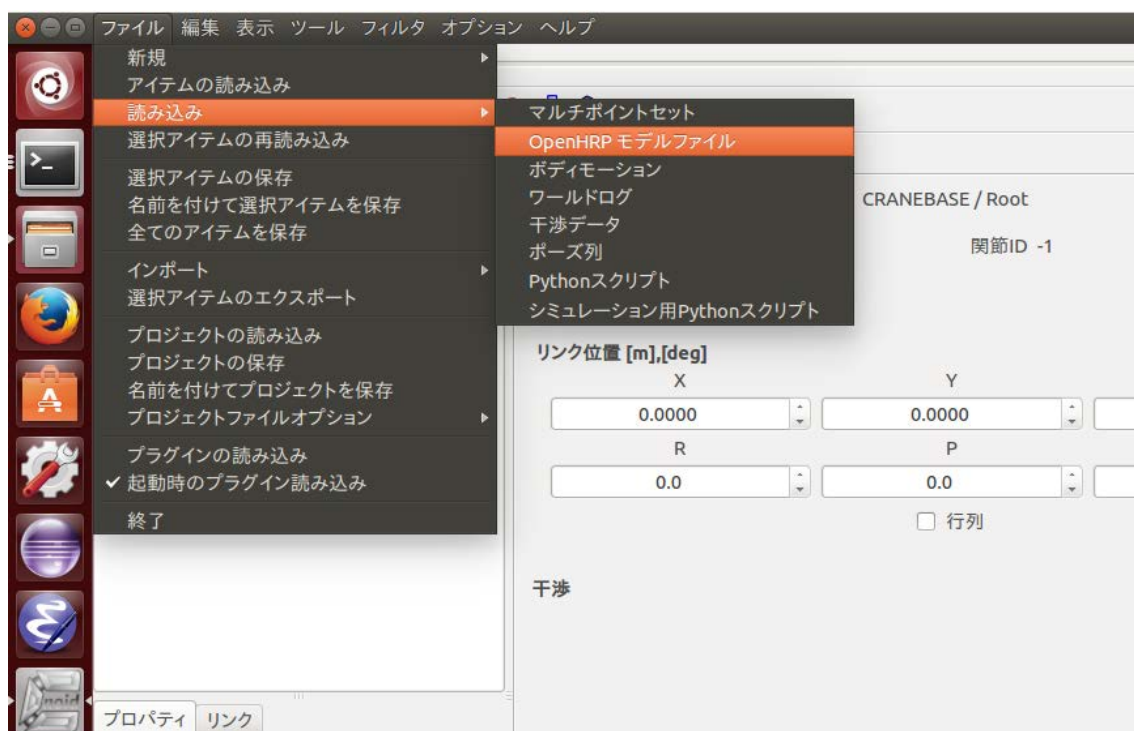 ファイル 編集 表示 ツール フィルタ オプション ヘルプ
新規
アイテムの読み込み
読み込み
選択アイテムの再読み込み
選択アイテムの保存
名前を付けて選択アイテムを保存
全てのアイテムを保存
インポート
選択アイテムのエクスポート
プロジェクトの読み込み
プロジェクトの保存
名前を付けてプロジェクトを保存
プロジェクトファイルオプション
プラグインの読み込み
起動時のプラグイン読み込み
終了
マルチポイントセット
OpenHRP モデルファイル
ボディモーション
ワールドログ
干渉データ
ポーズ列
Pythonスクリプト
シミュレーション用Pythonスクリプト
CRANEBASE / Root
関節ID -1
リンク位置 [m],[deg]
X Y
0.0000 0.0000
R P
0.0 0.0
行列
干渉
プロパティ リンク